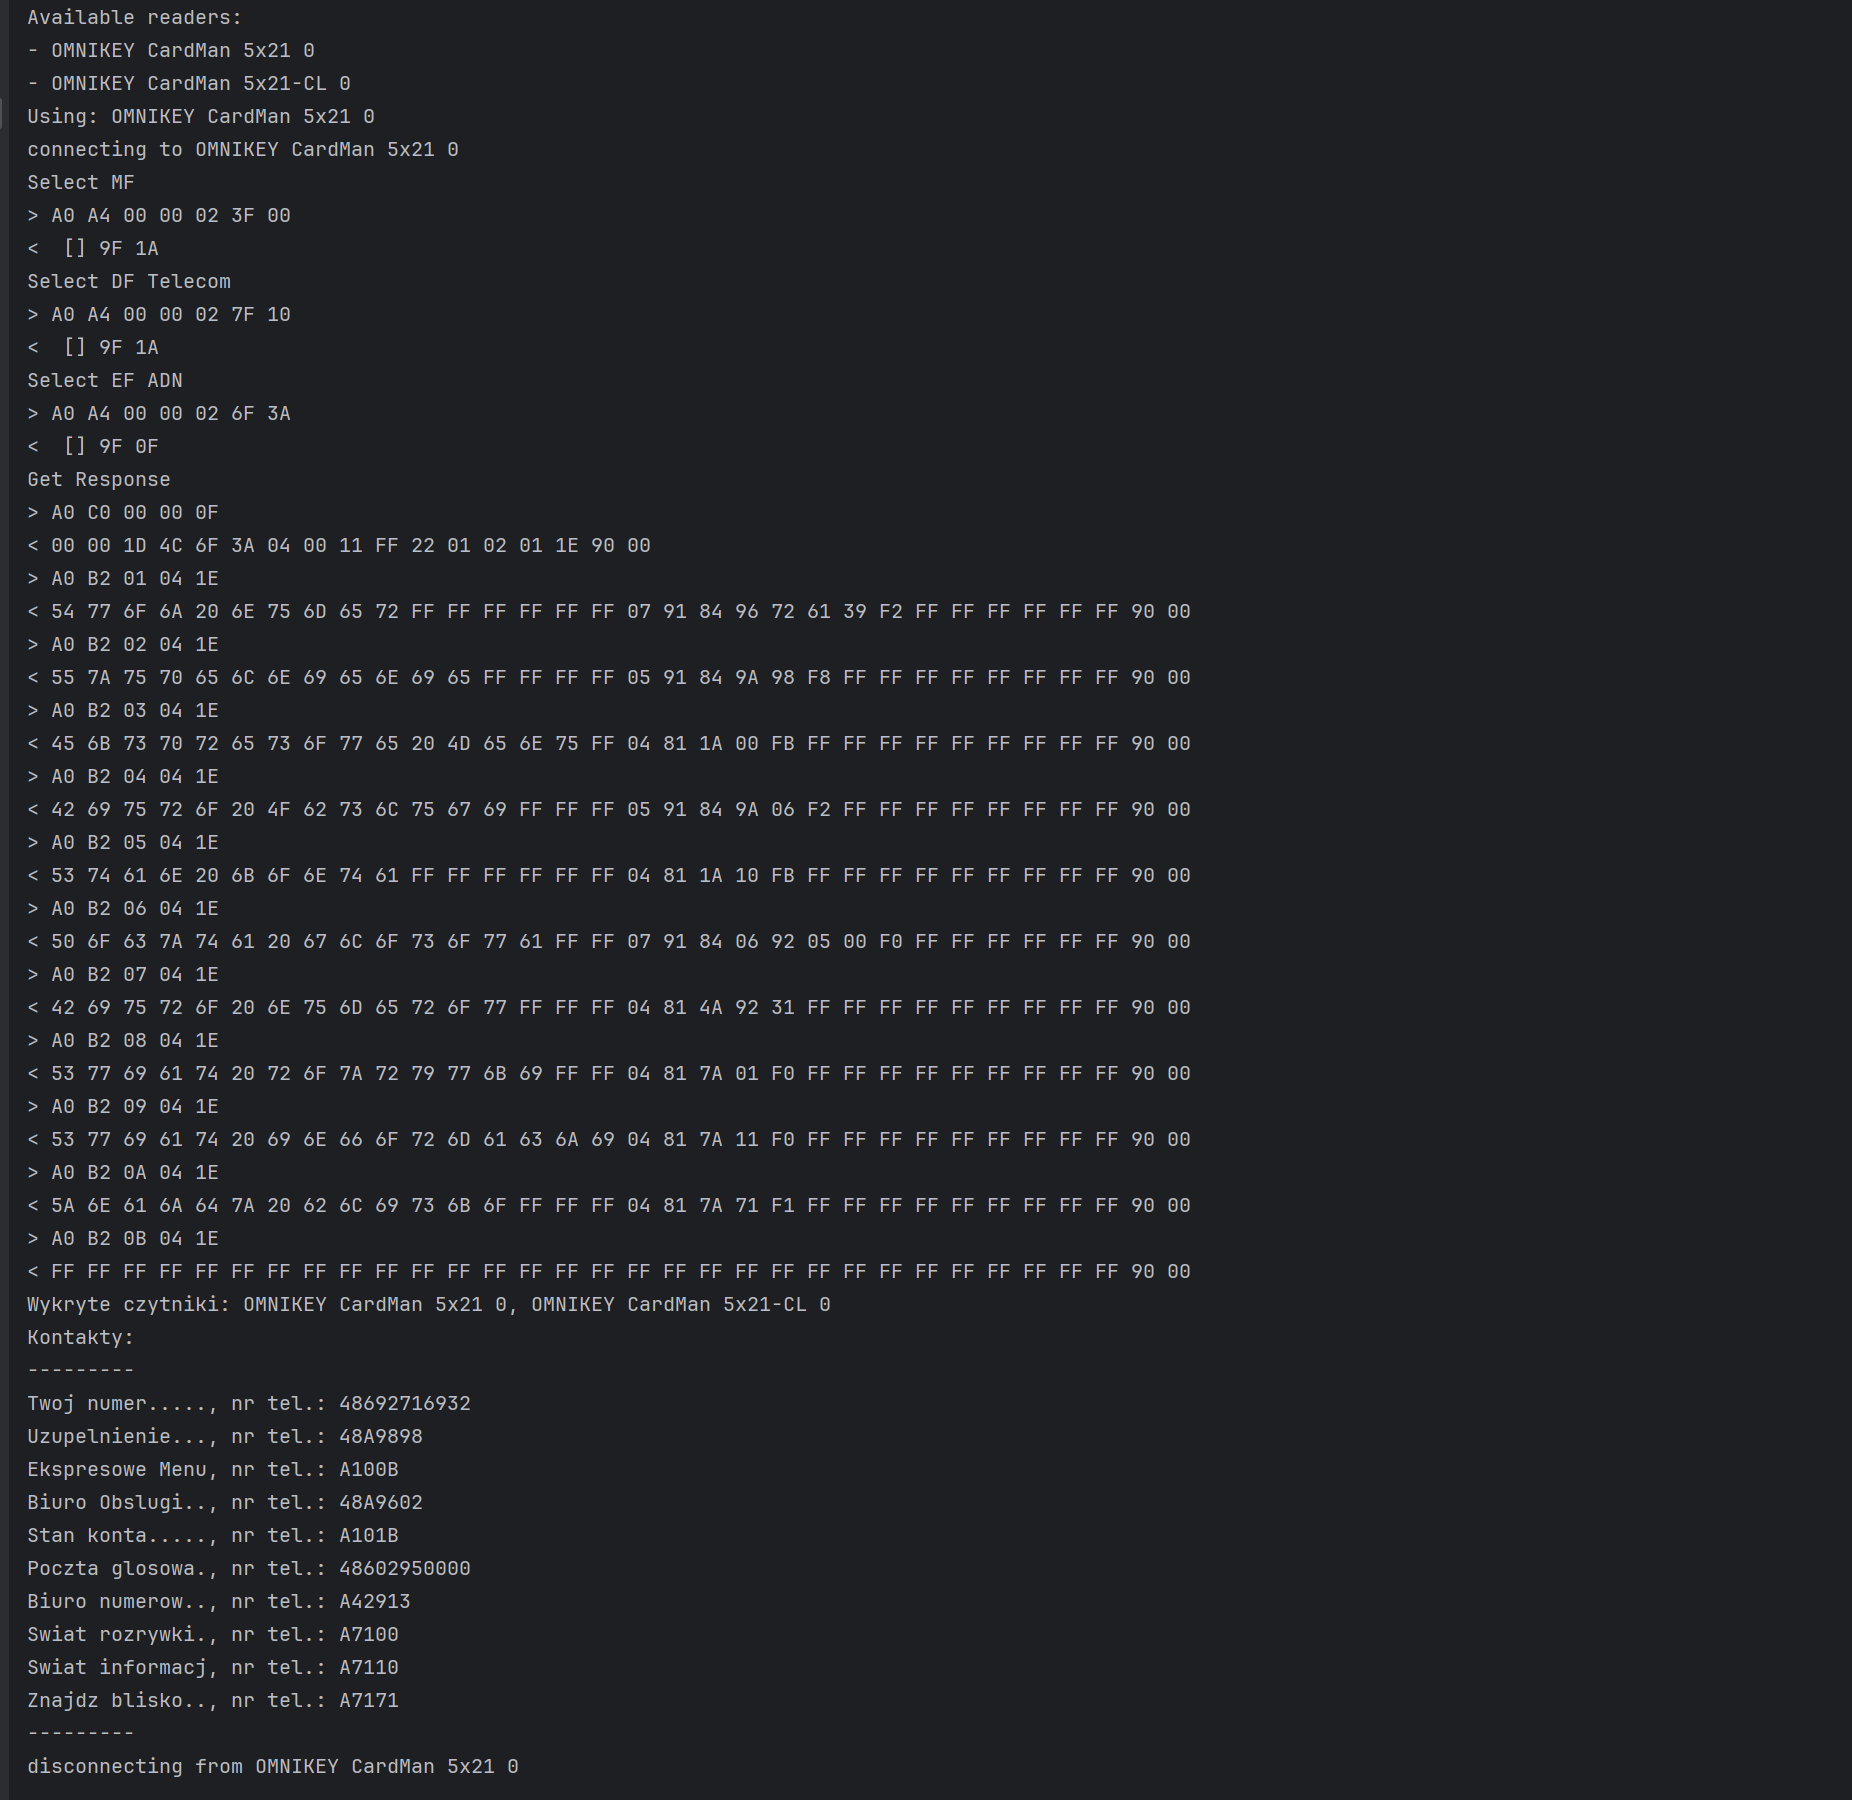 Available readers:
- OMNIKEY CardMan 5x21 0
- OMNIKEY CardMan 5x21-CL 0
Using: OMNIKEY CardMan 5x21 0
connecting to OMNIKEY CardMan 5x21 0
Select MF
> A0 A4 00 00 02 3F 00
<  [] 9F 1A
Select DF Telecom
> A0 A4 00 00 02 7F 10
<  [] 9F 1A
Select EF ADN
> A0 A4 00 00 02 6F 3A
<  [] 9F 0F
Get Response
> A0 C0 00 00 0F
< 00 00 1D 4C 6F 3A 04 00 11 FF 22 01 02 01 1E 90 00
> A0 B2 01 04 1E
< 54 77 6F 6A 20 6E 75 6D 65 72 FF FF FF FF FF FF 07 91 84 96 72 61 39 F2 FF FF FF FF FF FF 90 00
> A0 B2 02 04 1E
< 55 7A 75 70 65 6C 6E 69 65 6E 69 65 FF FF FF FF 05 91 84 9A 98 F8 FF FF FF FF FF FF FF FF 90 00
> A0 B2 03 04 1E
< 45 6B 73 70 72 65 73 6F 77 65 20 4D 65 6E 75 FF 04 81 1A 00 FB FF FF FF FF FF FF FF FF FF 90 00
> A0 B2 04 04 1E
< 42 69 75 72 6F 20 4F 62 73 6C 75 67 69 FF FF FF 05 91 84 9A 06 F2 FF FF FF FF FF FF FF FF 90 00
> A0 B2 05 04 1E
< 53 74 61 6E 20 6B 6F 6E 74 61 FF FF FF FF FF FF 04 81 1A 10 FB FF FF FF FF FF FF FF FF FF 90 00
> A0 B2 06 04 1E
< 50 6F 63 7A 74 61 20 67 6C 6F 73 6F 77 61 FF FF 07 91 84 06 92 05 00 F0 FF FF FF FF FF FF 90 00
> A0 B2 07 04 1E
< 42 69 75 72 6F 20 6E 75 6D 65 72 6F 77 FF FF FF 04 81 4A 92 31 FF FF FF FF FF FF FF FF FF 90 00
> A0 B2 08 04 1E
< 53 77 69 61 74 20 72 6F 7A 72 79 77 6B 69 FF FF 04 81 7A 01 F0 FF FF FF FF FF FF FF FF FF 90 00
> A0 B2 09 04 1E
< 53 77 69 61 74 20 69 6E 66 6F 72 6D 61 63 6A 69 04 81 7A 11 F0 FF FF FF FF FF FF FF FF FF 90 00
> A0 B2 0A 04 1E
< 5A 6E 61 6A 64 7A 20 62 6C 69 73 6B 6F FF FF FF 04 81 7A 71 F1 FF FF FF FF FF FF FF FF FF 90 00
> A0 B2 0B 04 1E
< FF FF FF FF FF FF FF FF FF FF FF FF FF FF FF FF FF FF FF FF FF FF FF FF FF FF FF FF FF FF 90 00
Wykryte czytniki: OMNIKEY CardMan 5x21 0, OMNIKEY CardMan 5x21-CL 0
Kontakty:
---------
Twoj numer....., nr tel.: 48692716932
Uzupelnienie..., nr tel.: 48A9898
Ekspresowe Menu, nr tel.: A100B
Biuro Obslugi.., nr tel.: 48A9602
Stan konta....., nr tel.: A101B
Poczta glosowa., nr tel.: 48602950000
Biuro numerow.., nr tel.: A42913
Swiat rozrywki., nr tel.: A7100
Swiat informacj, nr tel.: A7110
Znajdz blisko.., nr tel.: A7171
---------
disconnecting from OMNIKEY CardMan 5x21 0